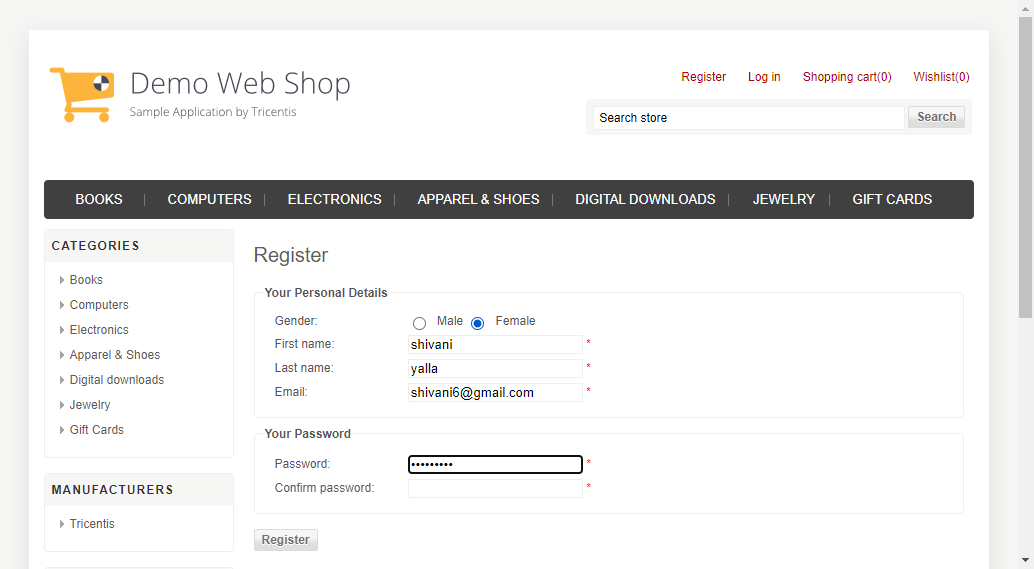 Demo Web Shop
Sample Application by Tricentis
Register Log in Shopping cart(0) Wishlist(0)
Search store Search
BOOKS COMPUTERS ELECTRONICS APPAREL & SHOES DIGITAL DOWNLOADS JEWELRY GIFT CARDS
CATEGORIES
Books
Computers
Electronics
Apparel & Shoes
Digital downloads
Jewelry
Gift Cards
MANUFACTURERS
Tricentis
Register
Your Personal Details
Gender: Male Female
First name: shivani *
Last name: yalla *
Email: shivani6@gmail.com *
Your Password
Password: ••••••••• *
Confirm password: *
Register